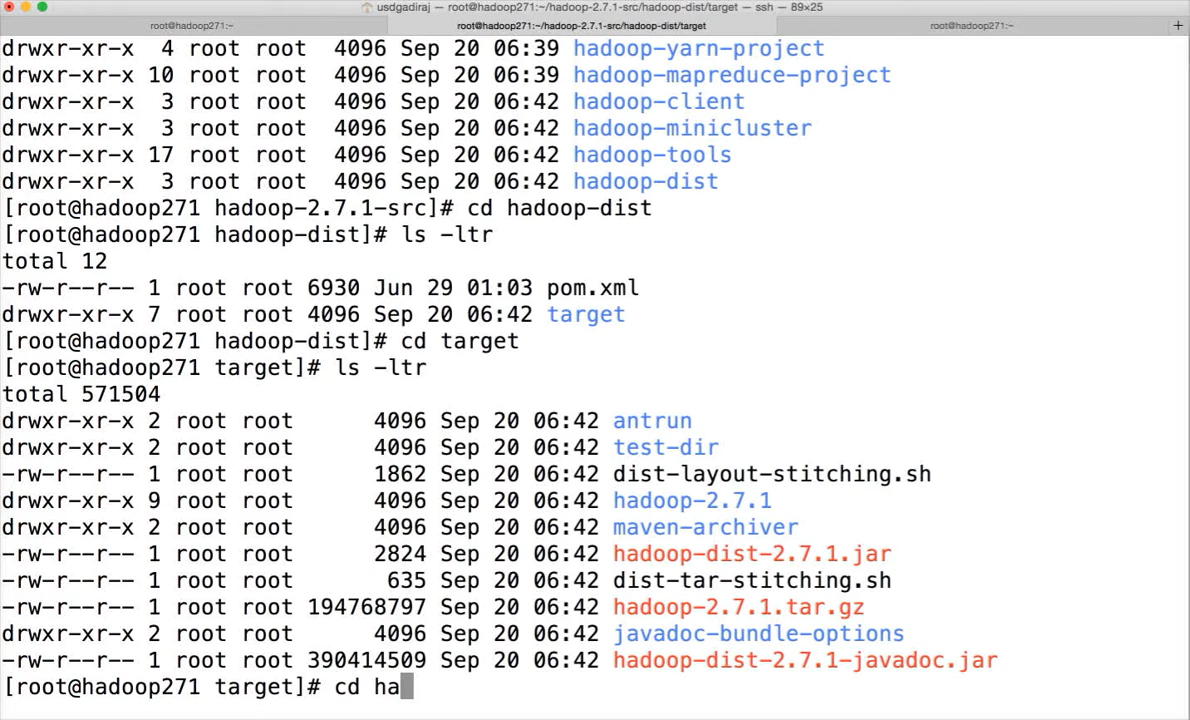 usdgadiraj — root@hadoop271:~/hadoop-2.7.1-src/hadoop-dist/target — ssh — 89×25
root@hadoop271:~ root@hadoop271:~/hadoop-2.7.1-src/hadoop-dist/target root@hadoop271:~ +
drwxr-xr-x 4 root root 4096 Sep 20 06:39 hadoop-yarn-project
drwxr-xr-x 10 root root 4096 Sep 20 06:39 hadoop-mapreduce-project
drwxr-xr-x 3 root root 4096 Sep 20 06:42 hadoop-client
drwxr-xr-x 3 root root 4096 Sep 20 06:42 hadoop-minicluster
drwxr-xr-x 17 root root 4096 Sep 20 06:42 hadoop-tools
drwxr-xr-x 3 root root 4096 Sep 20 06:42 hadoop-dist
[root@hadoop271 hadoop-2.7.1-src]# cd hadoop-dist
[root@hadoop271 hadoop-dist]# ls -ltr
total 12
-rw-r--r-- 1 root root 6930 Jun 29 01:03 pom.xml
drwxr-xr-x 7 root root 4096 Sep 20 06:42 target
[root@hadoop271 hadoop-dist]# cd target
[root@hadoop271 target]# ls -ltr
total 571504
drwxr-xr-x 2 root root 4096 Sep 20 06:42 antrun
drwxr-xr-x 2 root root 4096 Sep 20 06:42 test-dir
-rw-r--r-- 1 root root 1862 Sep 20 06:42 dist-layout-stitching.sh
drwxr-xr-x 9 root root 4096 Sep 20 06:42 hadoop-2.7.1
drwxr-xr-x 2 root root 4096 Sep 20 06:42 maven-archiver
-rw-r--r-- 1 root root 2824 Sep 20 06:42 hadoop-dist-2.7.1.jar
-rw-r--r-- 1 root root 635 Sep 20 06:42 dist-tar-stitching.sh
-rw-r--r-- 1 root root 194768797 Sep 20 06:42 hadoop-2.7.1.tar.gz
drwxr-xr-x 2 root root 4096 Sep 20 06:42 javadoc-bundle-options
-rw-r--r-- 1 root root 390414509 Sep 20 06:42 hadoop-dist-2.7.1-javadoc.jar
[root@hadoop271 target]# cd ha